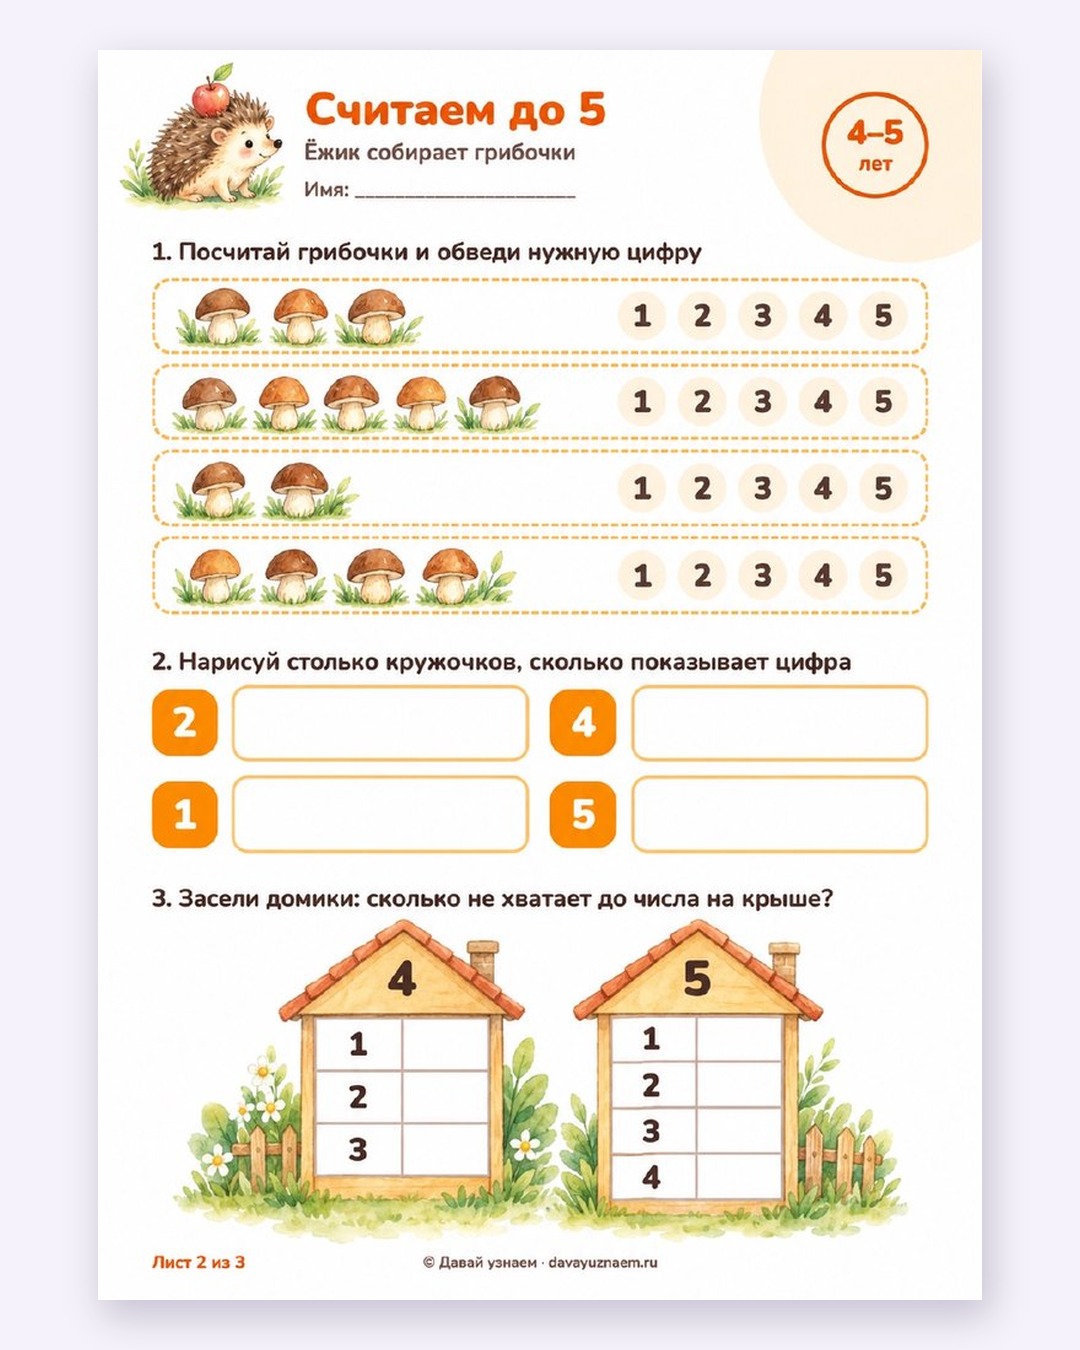 Считаем до 5
Ёжик собирает грибочки
Имя: ______________________
4–5
лет
1. Посчитай грибочки и обведи нужную цифру
1 2 3 4 5
1 2 3 4 5
1 2 3 4 5
1 2 3 4 5
2. Нарисуй столько кружочков, сколько показывает цифра
2 4
1 5
3. Засели домики: сколько не хватает до числа на крыше?
4
1
2
3
5
1
2
3
4
Лист 2 из 3
© Давай узнаем · davayuznaem.ru